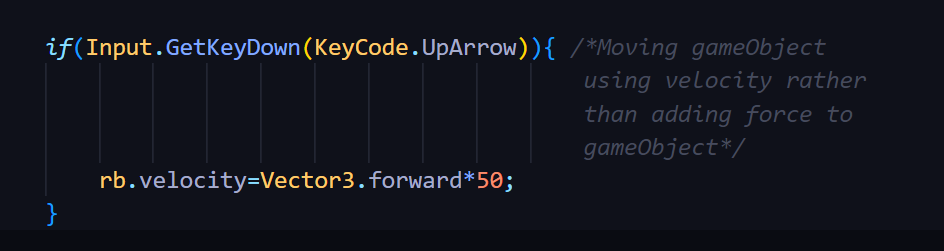 if(Input.GetKeyDown(KeyCode.UpArrow)){ /*Moving gameObject
using velocity rather
than adding force to
gameObject*/
rb.velocity=Vector3.forward*50;
}